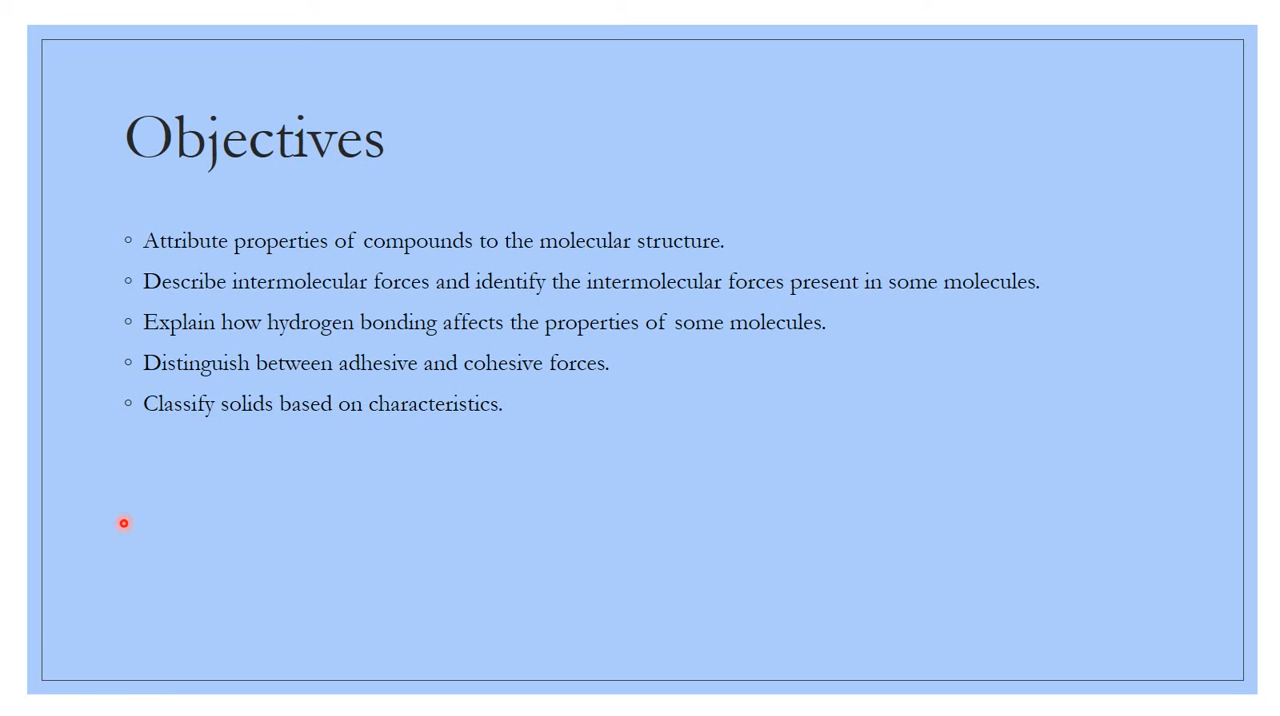 Objectives
◦ Attribute properties of compounds to the molecular structure.
◦ Describe intermolecular forces and identify the intermolecular forces present in some molecules.
◦ Explain how hydrogen bonding affects the properties of some molecules.
◦ Distinguish between adhesive and cohesive forces.
◦ Classify solids based on characteristics.